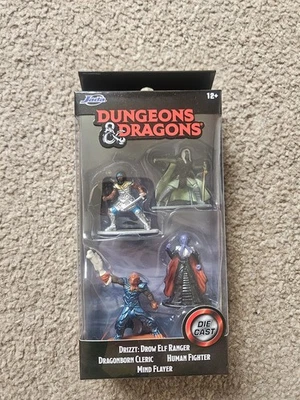 Jada
12+
DUNGEONS
& DRAGONS
DIE
CAST
DRIZZT: DROW ELF RANGER
DRAGONBORN CLERIC HUMAN FIGHTER
MIND FLAYER